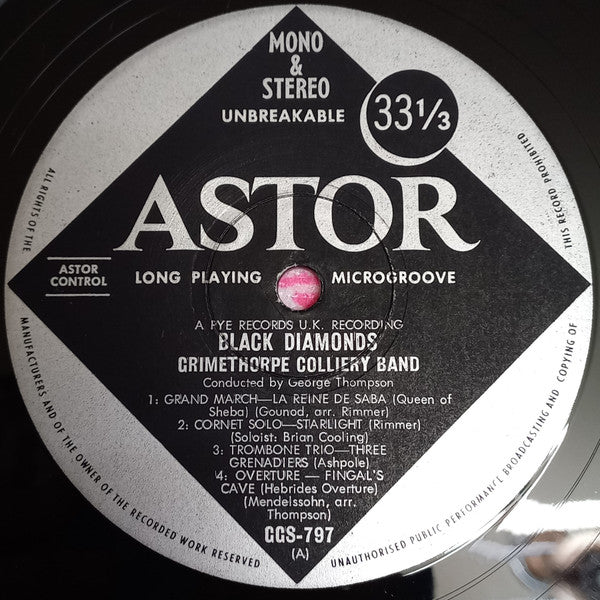 MONO
&
STEREO
UNBREAKABLE
33⅓
ASTOR
ASTOR
CONTROL
LONG PLAYING MICROGROOVE
A PYE RECORDS U.K. RECORDING
BLACK DIAMONDS
GRIMETHORPE COLLIERY BAND
Conducted by George Thompson
1: GRAND MARCH—LA REINE DE SABA (Queen of
Sheba) (Gounod, arr. Rimmer)
2: CORNET SOLO—STARLIGHT (Rimmer)
(Soloist: Brian Cooling)
3: TROMBONE TRIO—THREE
GRENADIERS (Ashpole)
4: OVERTURE — FINGAL'S
CAVE (Hebrides Overture)
(Mendelssohn, arr.
Thompson)
GGS-797
(A)
ALL RIGHTS OF THE
MANUFACTURERS AND OF THE OWNER OF THE RECORDED WORK RESERVED
UNAUTHORISED PUBLIC PERFORMANCE BROADCASTING AND COPYING OF
THIS RECORD PROHIBITED